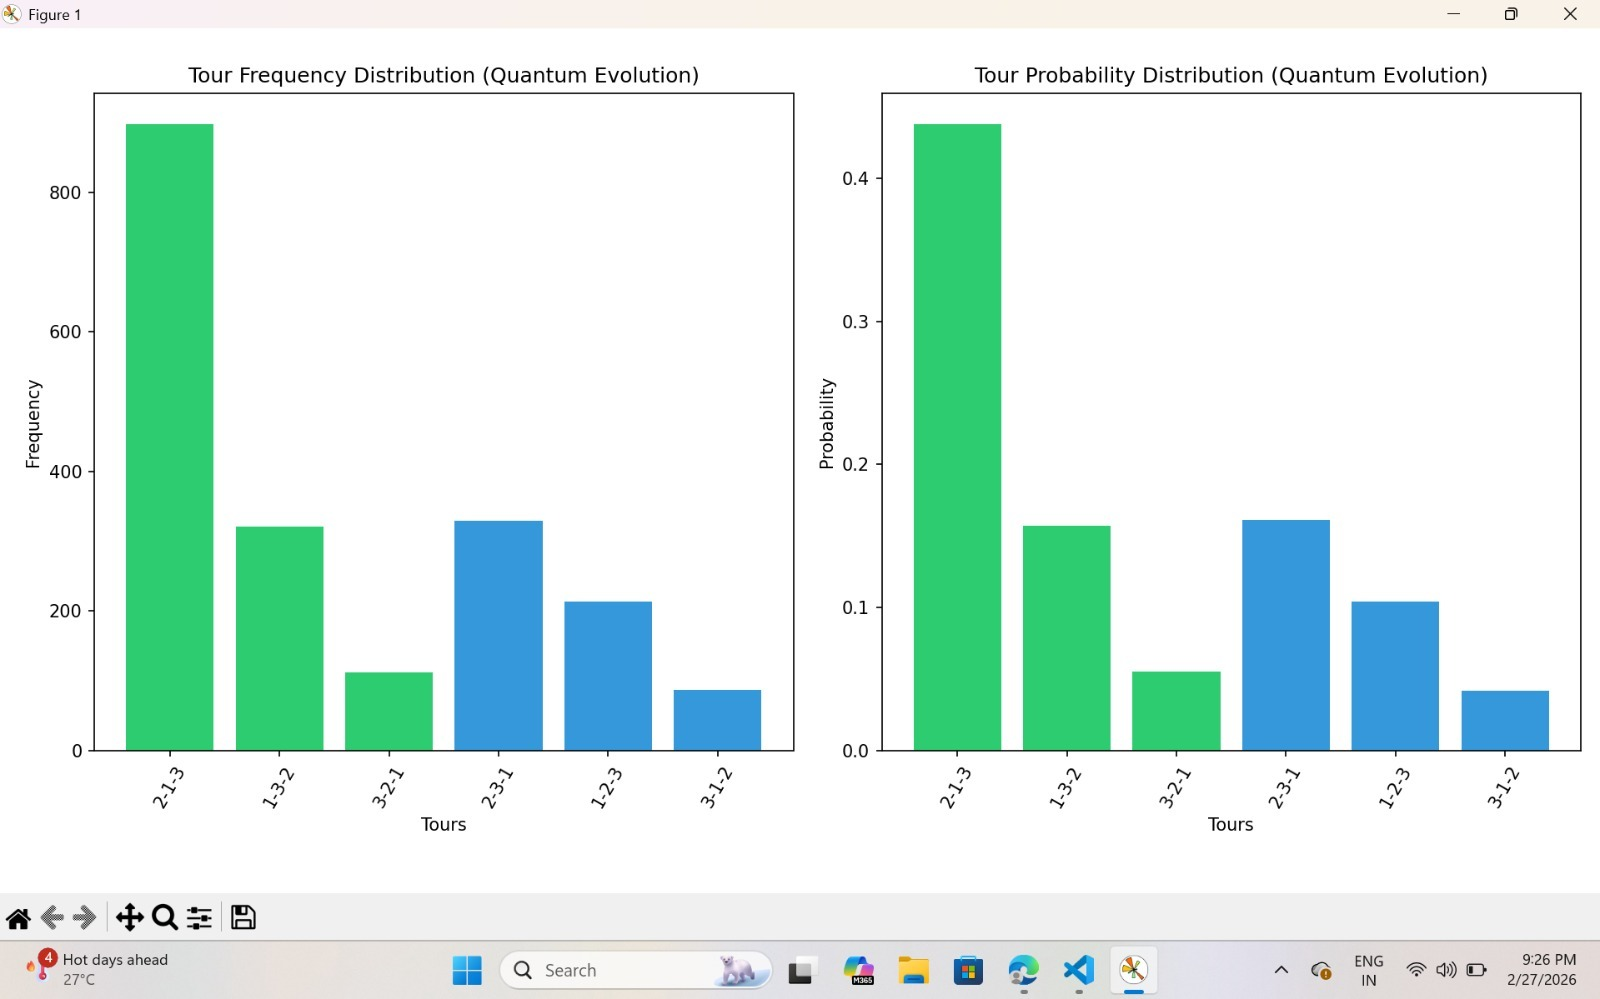 Figure 1
Tour Frequency Distribution (Quantum Evolution)
Frequency
800
600
400
200
0
2-1-3
1-3-2
3-2-1
2-3-1
1-2-3
3-1-2
Tours
Tour Probability Distribution (Quantum Evolution)
Probability
0.4
0.3
0.2
0.1
0.0
2-1-3
1-3-2
3-2-1
2-3-1
1-2-3
3-1-2
Tours
4
Hot days ahead
27°C
Search
M365
ENG
IN
9:26 PM
2/27/2026